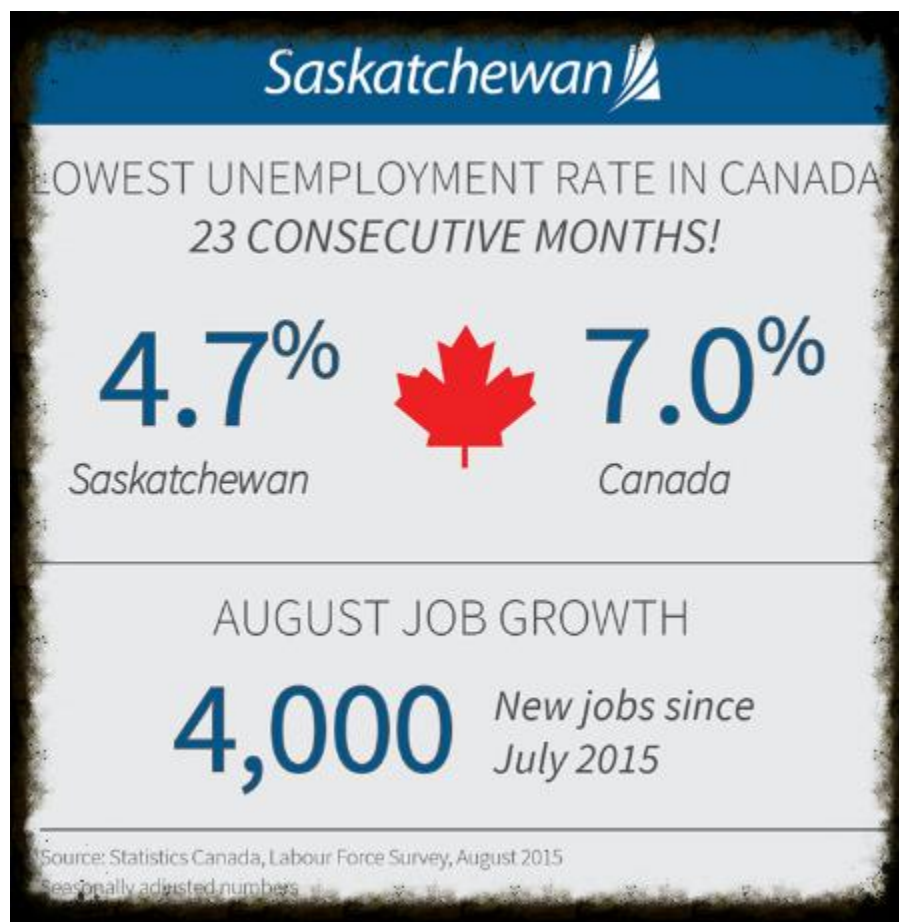 Saskatchewan
LOWEST UNEMPLOYMENT RATE IN CANADA
23 CONSECUTIVE MONTHS!
4.7% 7.0%
Saskatchewan Canada
AUGUST JOB GROWTH
4,000 New jobs since
July 2015
Source: Statistics Canada, Labour Force Survey, August 2015
Seasonally adjusted numbers